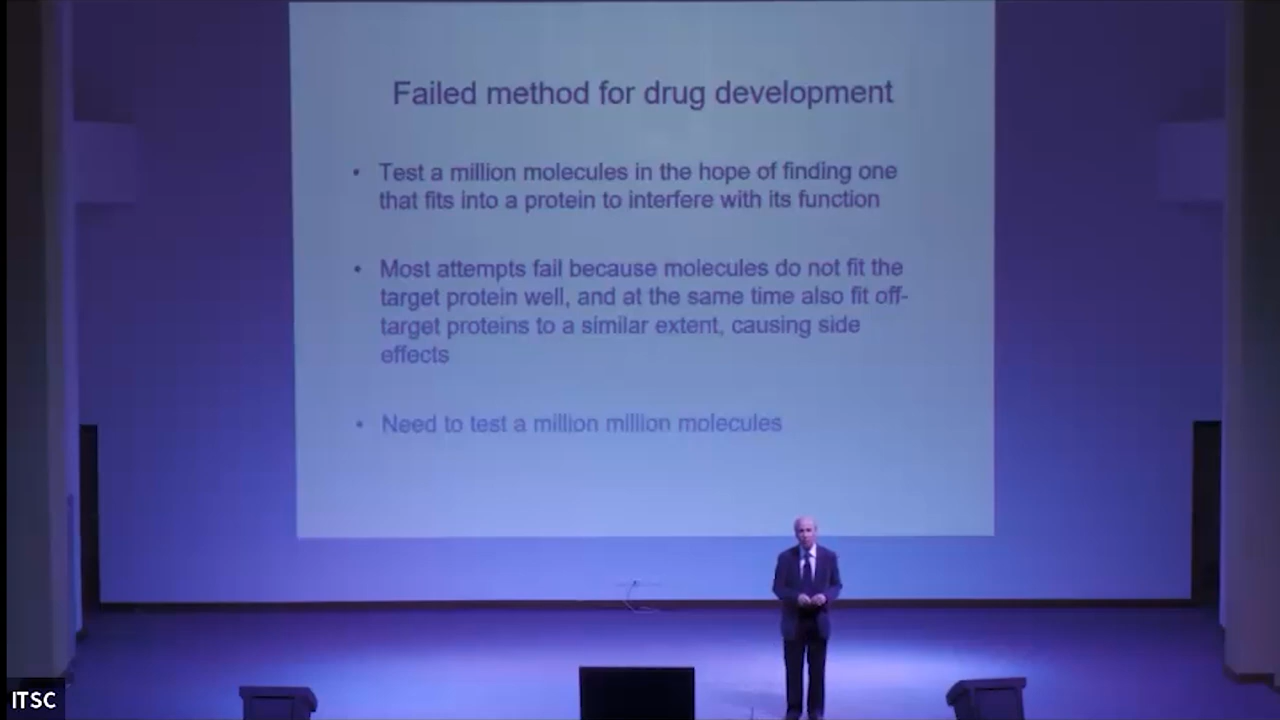 Failed method for drug development
• Test a million molecules in the hope of finding one
that fits into a protein to interfere with its function
• Most attempts fail because molecules do not fit the
target protein well, and at the same time also fit off-
target proteins to a similar extent, causing side
effects
• Need to test a million million molecules
ITSC